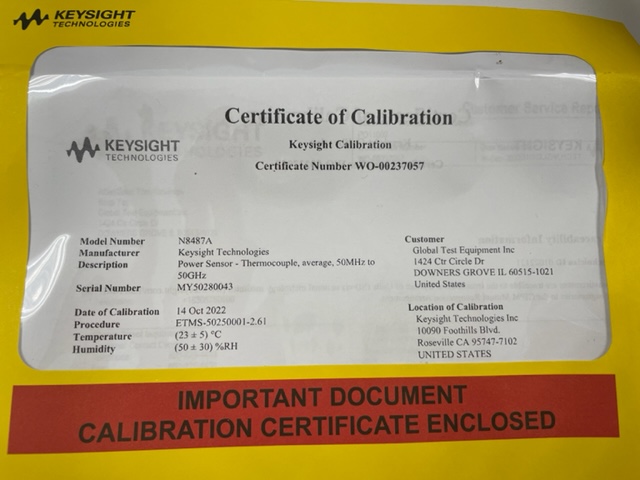 KEYSIGHT
TECHNOLOGIES
Certificate of Calibration
KEYSIGHT
TECHNOLOGIES
Keysight Calibration
Certificate Number WO-00237057
Model Number N8487A
Manufacturer Keysight Technologies
Description Power Sensor - Thermocouple, average, 50MHz to
50GHz
Serial Number MY50280043
Date of Calibration 14 Oct 2022
Procedure ETMS-50250001-2.61
Temperature (23 ± 5) °C
Humidity (50 ± 30) %RH
Customer
Global Test Equipment Inc
1424 Ctr Circle Dr
DOWNERS GROVE IL 60515-1021
United States
Location of Calibration
Keysight Technologies Inc
10090 Foothills Blvd.
Roseville CA 95747-7102
UNITED STATES
IMPORTANT DOCUMENT
CALIBRATION CERTIFICATE ENCLOSED